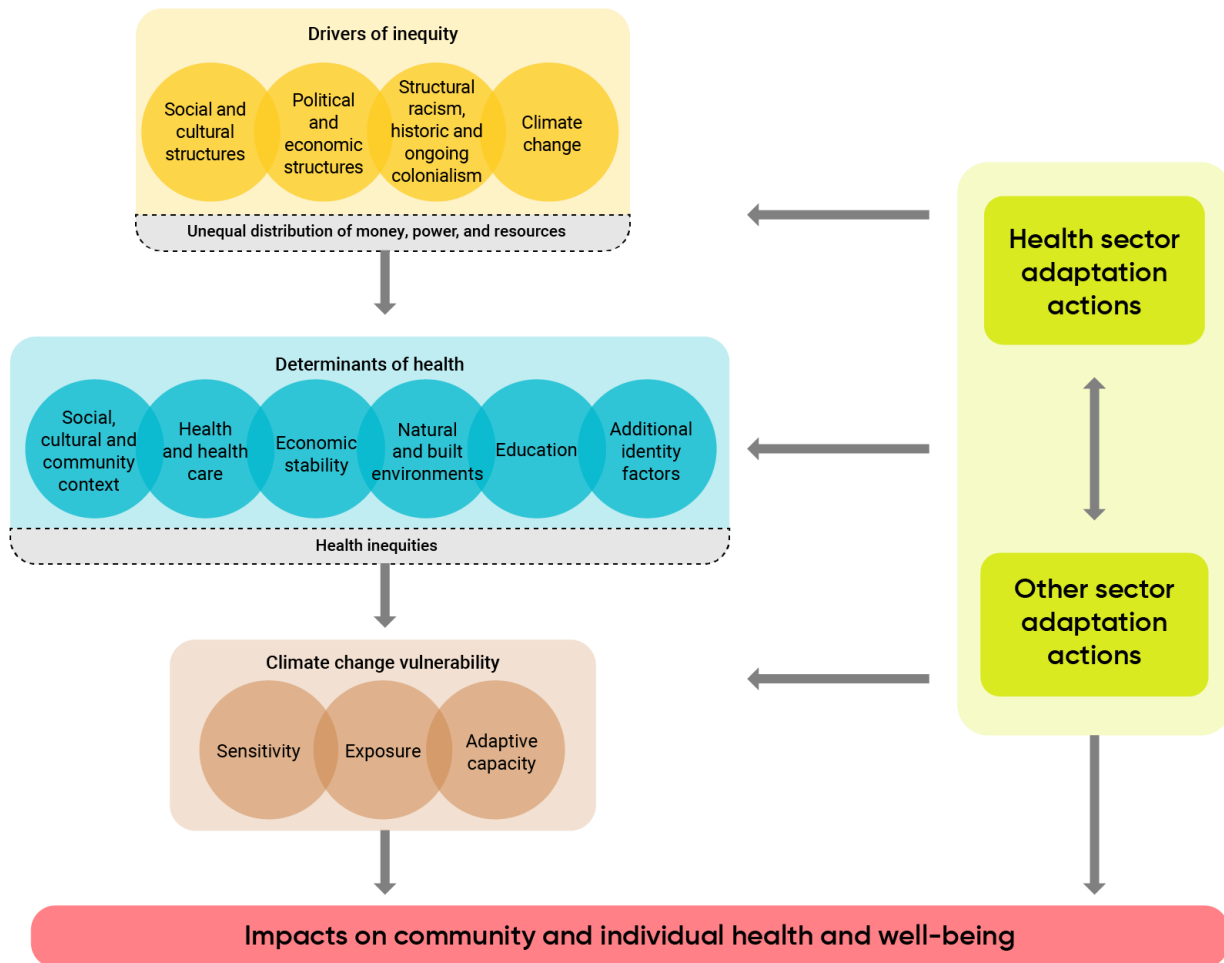 Drivers of inequity
Social and
cultural
structures
Political
and
economic
structures
Structural
racism,
historic and
ongoing
colonialism
Climate
change
Unequal distribution of money, power, and resources
Determinants of health
Social,
cultural and
community
context
Health
and health
care
Economic
stability
Natural
and built
environments
Education
Additional
identity
factors
Health inequities
Climate change vulnerability
Sensitivity
Exposure
Adaptive
capacity
Health sector
adaptation
actions
Other sector
adaptation
actions
Impacts on community and individual health and well-being